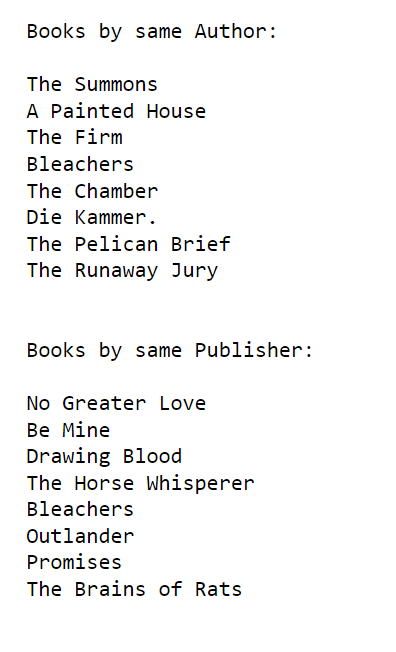 Books by same Author:
The Summons
A Painted House
The Firm
Bleachers
The Chamber
Die Kammer.
The Pelican Brief
The Runaway Jury
Books by same Publisher:
No Greater Love
Be Mine
Drawing Blood
The Horse Whisperer
Bleachers
Outlander
Promises
The Brains of Rats